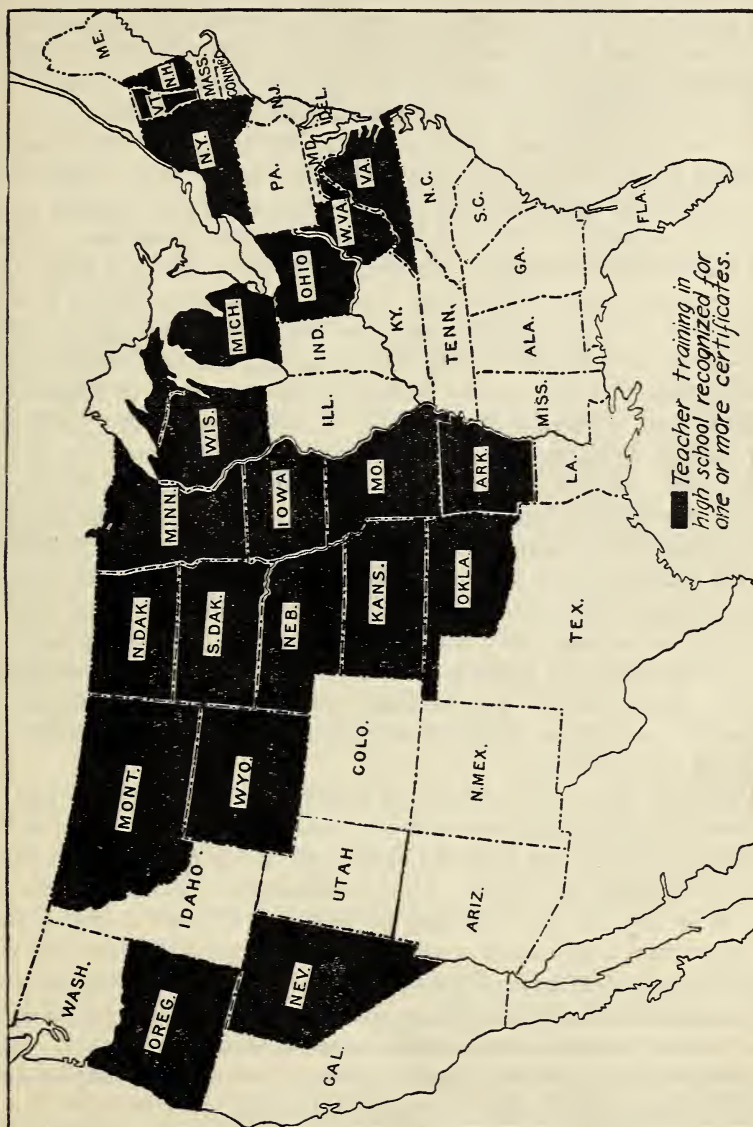 WASH.
OREG.
CAL.
NEV.
IDAHO
MONT.
WYO.
UTAH
ARIZ.
COLO.
N.MEX.
N.DAK.
S.DAK.
NEB.
KANS.
OKLA.
TEX.
MINN.
IOWA
MO.
ARK.
LA.
WIS.
ILL.
MICH.
IND.
OHIO
KY.
TENN.
MISS.
ALA.
GA.
FLA.
S.C.
N.C.
VA.
W.VA.
MD.
DEL.
PA.
N.J.
N.Y.
CONN.
R.I.
MASS.
VT.
N.H.
ME.
Teacher training in
high school recognized for
one or more certificates.